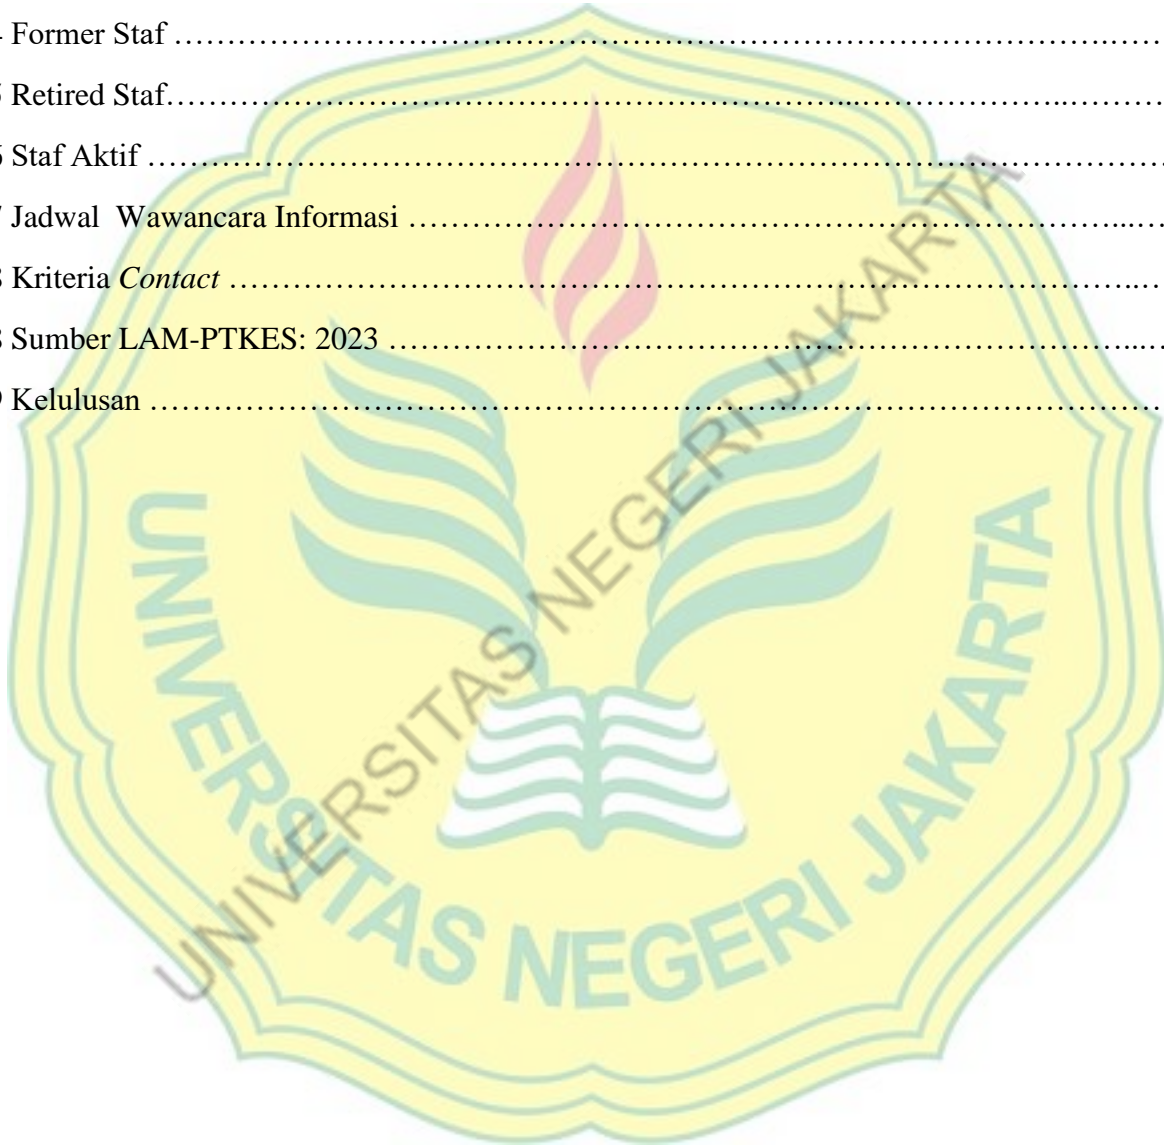 4 Former Staf ……………………………………………………………………………….……
5 Retired Staf………………………………………………………...………………..………
6 Staf Aktif ……………………………………………………………………………………
7 Jadwal  Wawancara Informasi …………………………………………………………...…
8 Kriteria Contact ……………………………………………………………………………..…
8 Sumber LAM-PTKES: 2023 ……………………………………………………………...…
9 Kelulusan ……………………………………………………………………………………
UNIVERSITAS NEGERI JAKARTA
UNIVERSITAS NEGERI JAKARTA